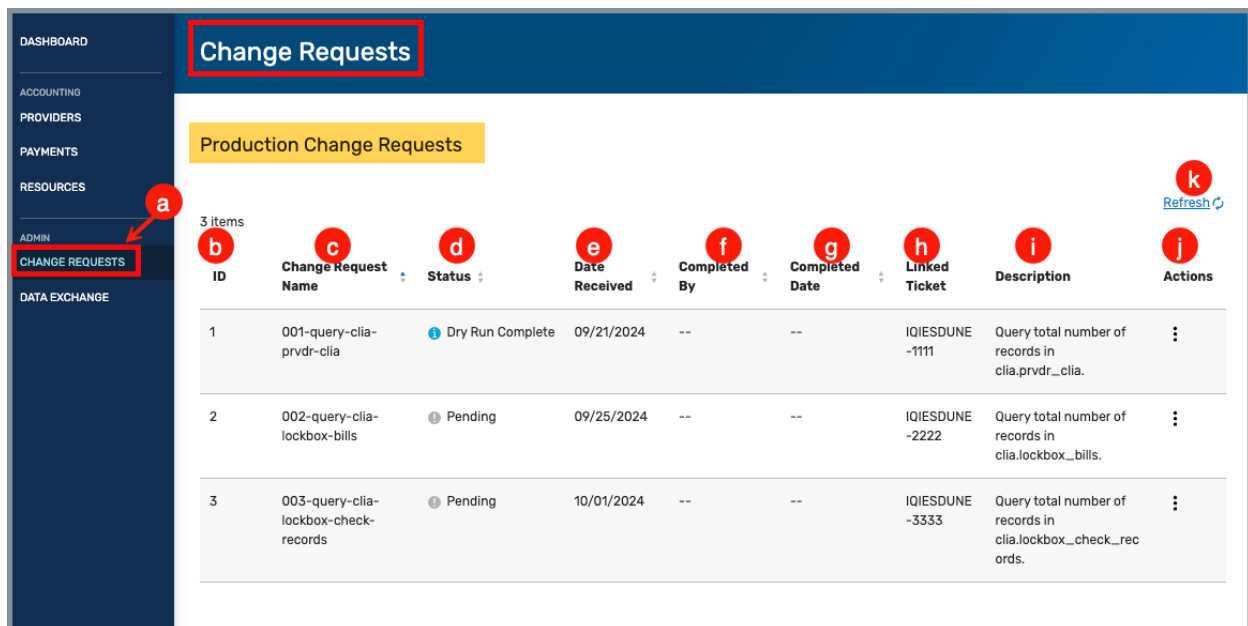 DASHBOARD
ACCOUNTING
PROVIDERS
PAYMENTS
RESOURCES
a
ADMIN
CHANGE REQUESTS
DATA EXCHANGE
Change Requests
Production Change Requests
k
Refresh
3 items
b c d e f g h i j
ID
Change Request
Name
Status
Date
Received
Completed
By
Completed
Date
Linked
Ticket
Description
Actions
1
001-query-clia-
prvdr-clia
Dry Run Complete
09/21/2024
--
--
IQIESDUNE
-1111
Query total number of
records in
clia.prvdr_clia.
2
002-query-clia-
lockbox-bills
Pending
09/25/2024
--
--
IQIESDUNE
-2222
Query total number of
records in
clia.lockbox_bills.
3
003-query-clia-
lockbox-check-
records
Pending
10/01/2024
--
--
IQIESDUNE
-3333
Query total number of
records in
clia.lockbox_check_rec
ords.